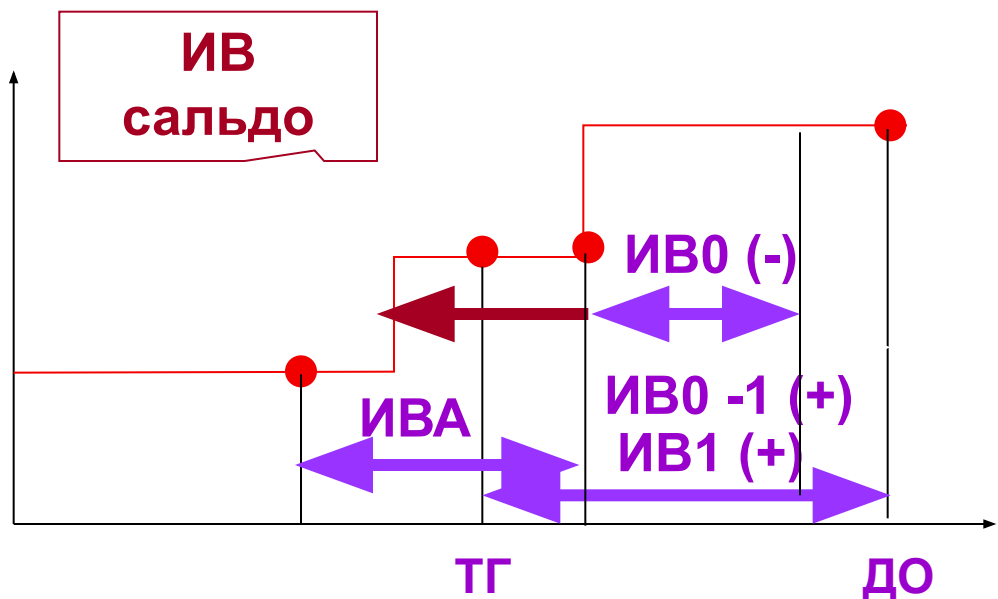 ИВ
сальдо
ИВ0 (-)
ИВ0 -1 (+)
ИВА
ИВ1 (+)
ТГ
ДО